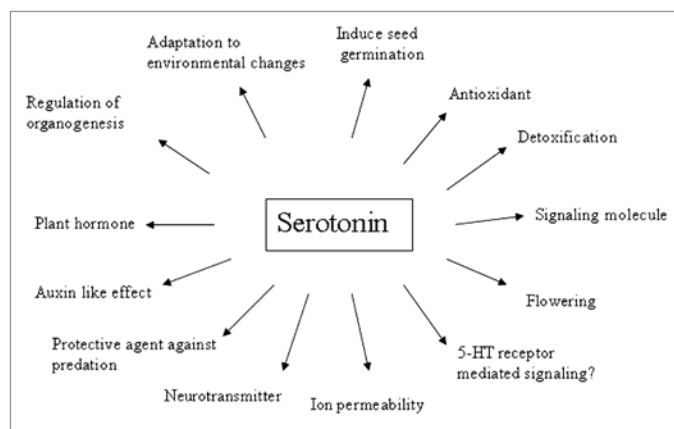 Induce seed
germination
Adaptation to
environmental changes
Antioxidant
Regulation of
organogenesis
Detoxification
Serotonin
Plant hormone
Signaling molecule
Auxin like effect
Flowering
Protective agent against
predation
5-HT receptor
mediated signaling?
Neurotransmitter
Ion permeability